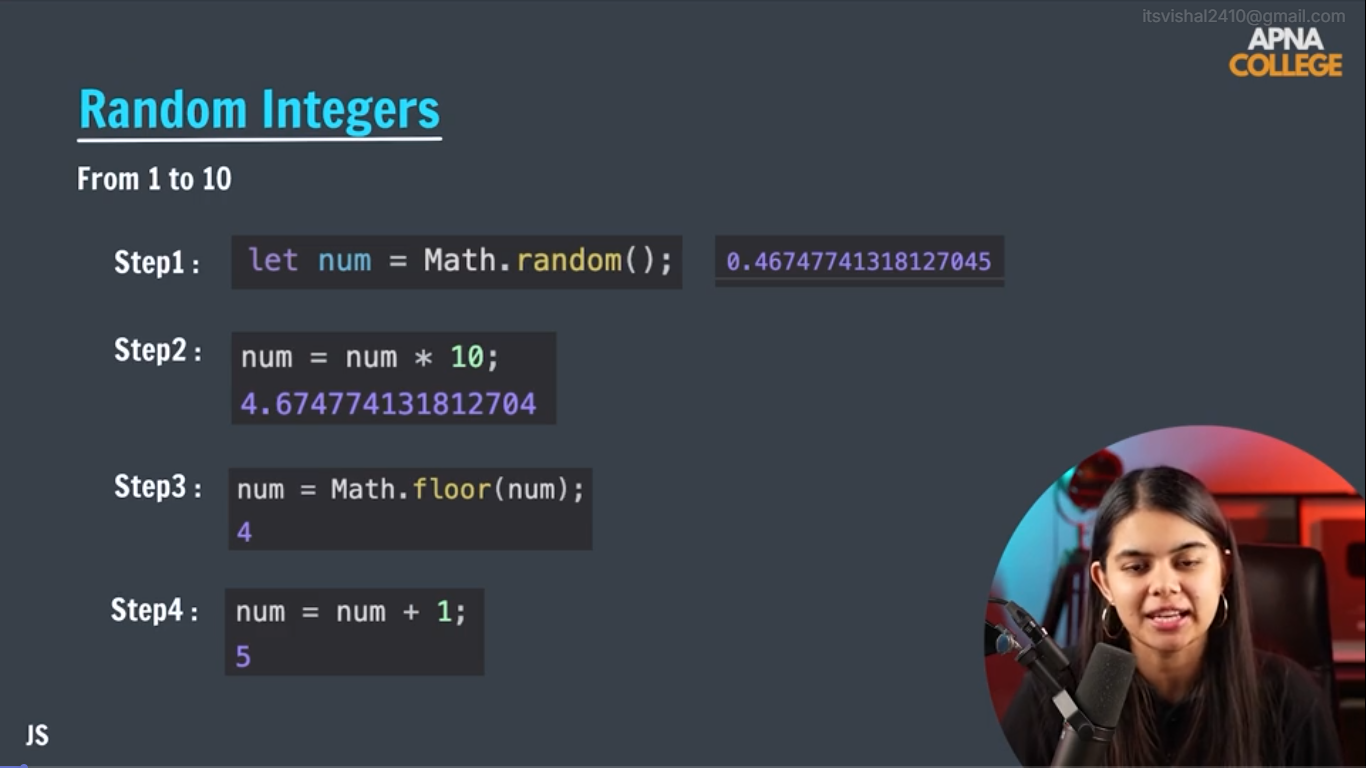 itsvishal2410@gmail.com
APNA
COLLEGE
Random Integers
From 1 to 10
Step1 : let num = Math.random(); 0.46747741318127045
Step2 : num = num * 10;
4.674774131812704
Step3 : num = Math.floor(num);
4
Step4 : num = num + 1;
5
JS